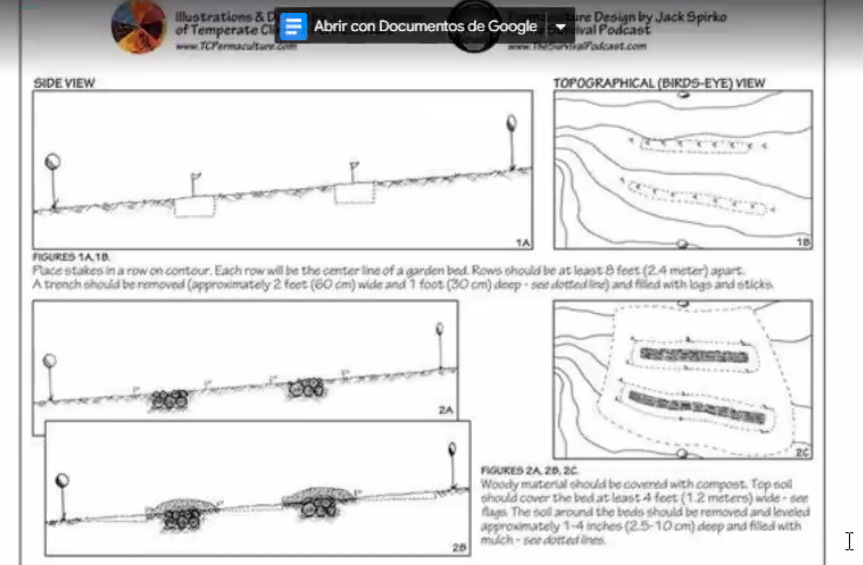 Illustrations & D
of Temperate Cl
www.TCPermaculture.com
Abrir con Documentos de Google
ture Design by Jack Spirko
vival Podcast
www.TheSurvivalPodcast.com
SIDE VIEW
TOPOGRAPHICAL (BIRDS-EYE) VIEW
1A
1B
FIGURES 1A, 1B.
Place stakes in a row on contour. Each row will be the center line of a garden bed. Rows should be at least 8 feet (2.4 meter) apart.
A trench should be removed (approximately 2 feet (60 cm) wide and 1 foot (30 cm) deep - see dotted line) and filled with logs and sticks.
2A
2C
2B
FIGURES 2A, 2B, 2C.
Woody material should be covered with compost. Top soil
should cover the bed at least 4 feet (1.2 meters) wide - see
flags. The soil around the beds should be removed and leveled
approximately 1-4 inches (2.5-10 cm) deep and filled with
mulch - see dotted lines.